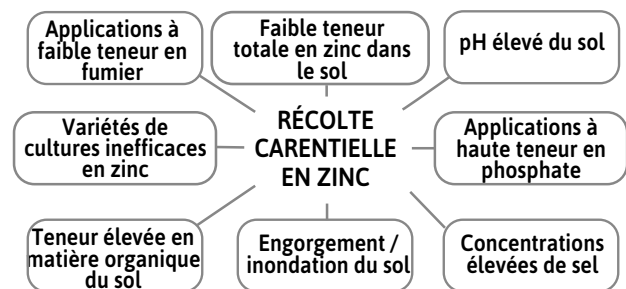 Applications à
faible teneur en
fumier
Faible teneur
totale en zinc dans
le sol
pH élevé du sol
Variétés de
cultures inefficaces
en zinc
RÉCOLTE
CARENTIELLE
EN ZINC
Applications à
haute teneur en
phosphate
Teneur élevée en
matière organique
du sol
Engorgement /
inondation du sol
Concentrations
élevées de sel